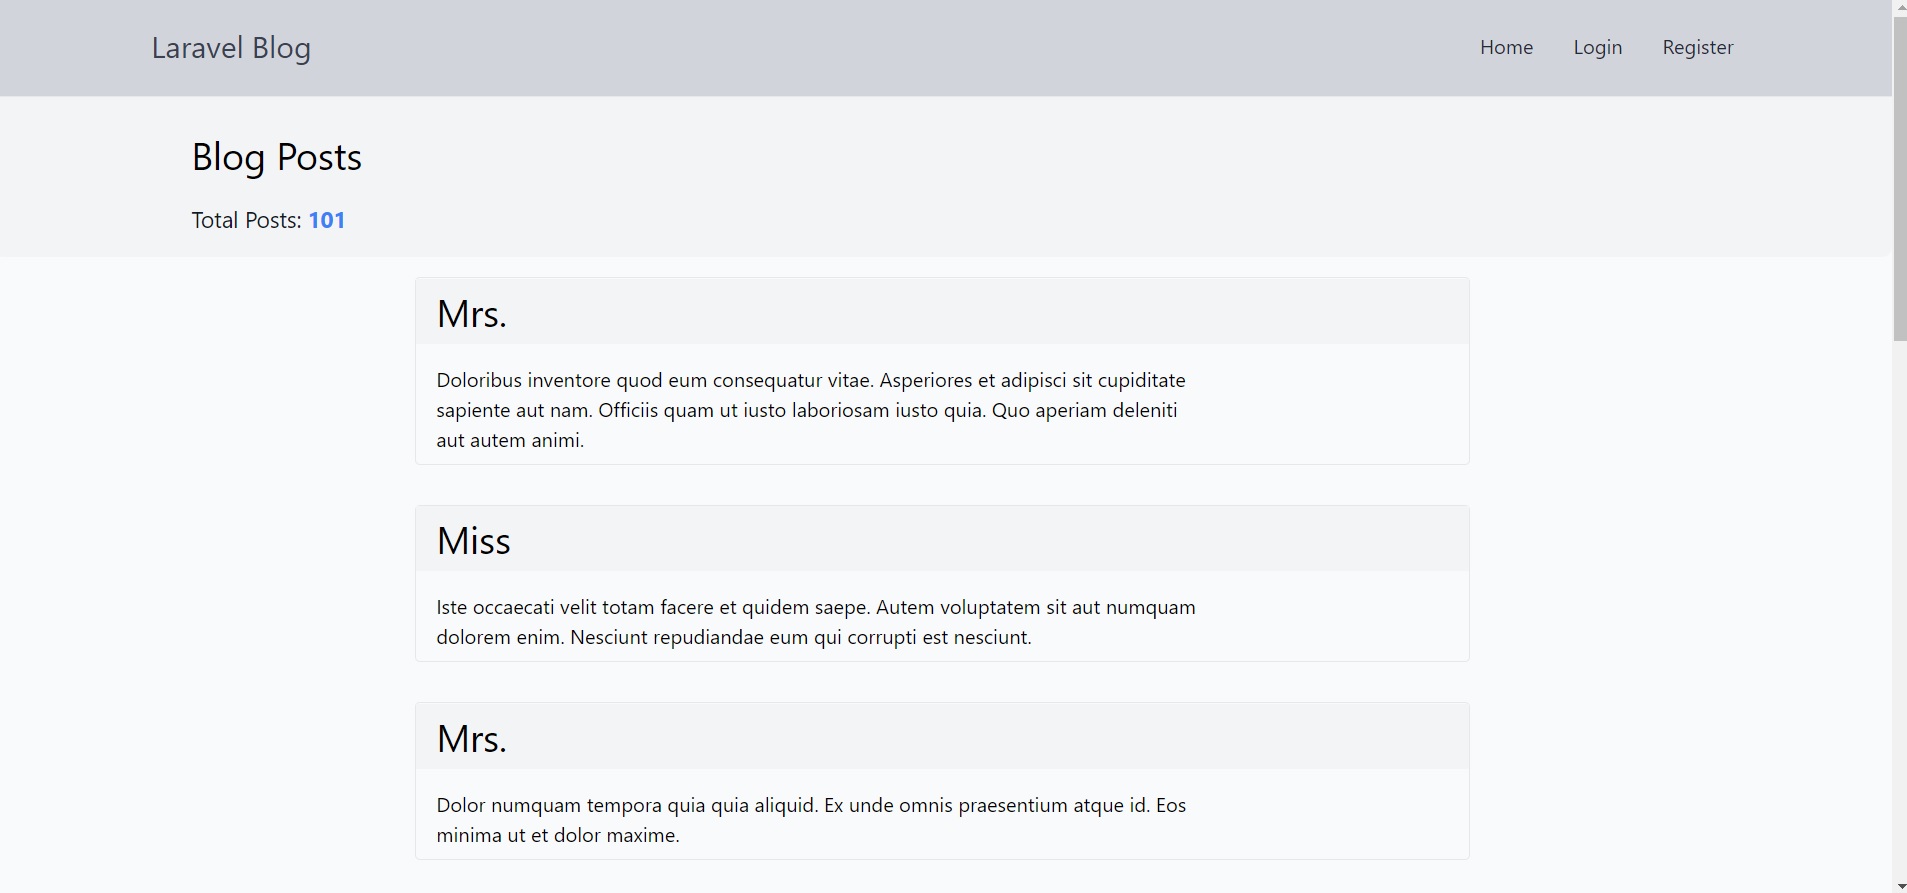 Laravel Blog
Home Login Register
Blog Posts
Total Posts: 101
Mrs.
Doloribus inventore quod eum consequatur vitae. Asperiores et adipisci sit cupiditate
sapiente aut nam. Officiis quam ut iusto laboriosam iusto quia. Quo aperiam deleniti
aut autem animi.
Miss
Iste occaecati velit totam facere et quidem saepe. Autem voluptatem sit aut numquam
dolorem enim. Nesciunt repudiandae eum qui corrupti est nesciunt.
Mrs.
Dolor numquam tempora quia quia aliquid. Ex unde omnis praesentium atque id. Eos
minima ut et dolor maxime.